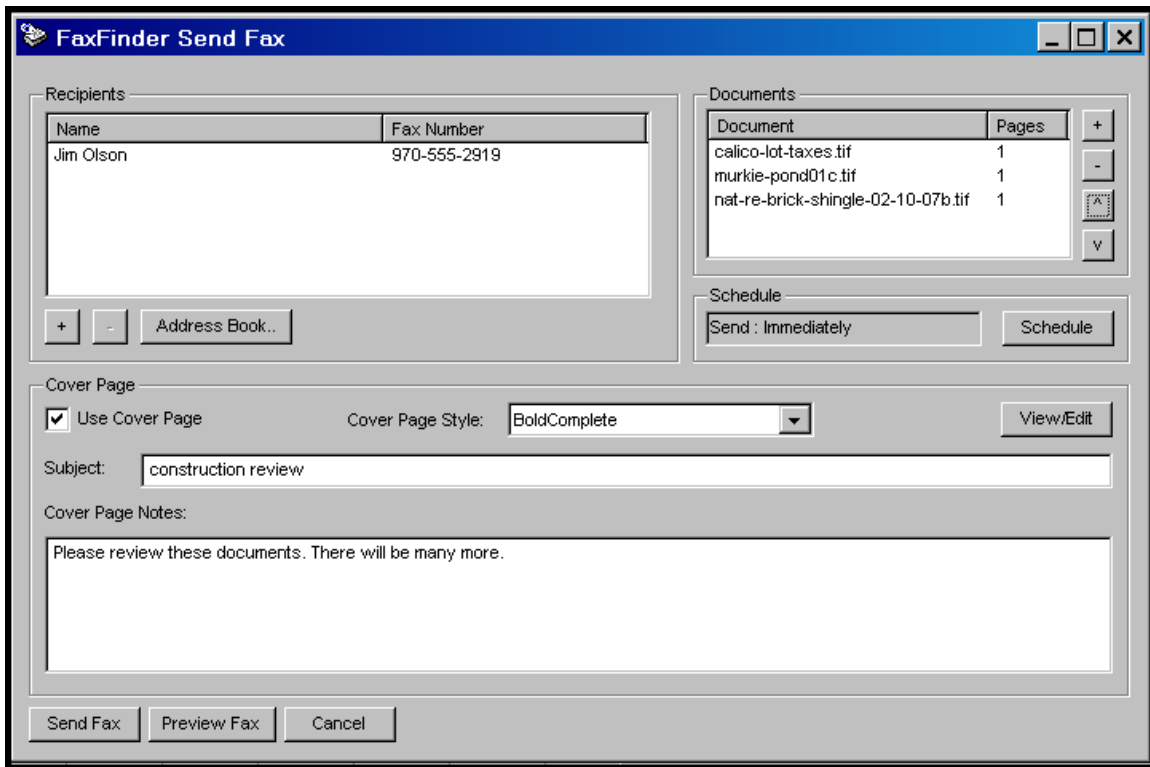 FaxFinder Send Fax
Recipients
Name Fax Number
Jim Olson 970-555-2919
+ - Address Book..
Documents
Document Pages
calico-lot-taxes.tif 1
murkie-pond01c.tif 1
nat-re-brick-shingle-02-10-07b.tif 1
+
-
^
v
Schedule
Send : Immediately Schedule
Cover Page
Use Cover Page Cover Page Style: BoldComplete View/Edit
Subject: construction review
Cover Page Notes:
Please review these documents. There will be many more.
Send Fax Preview Fax Cancel